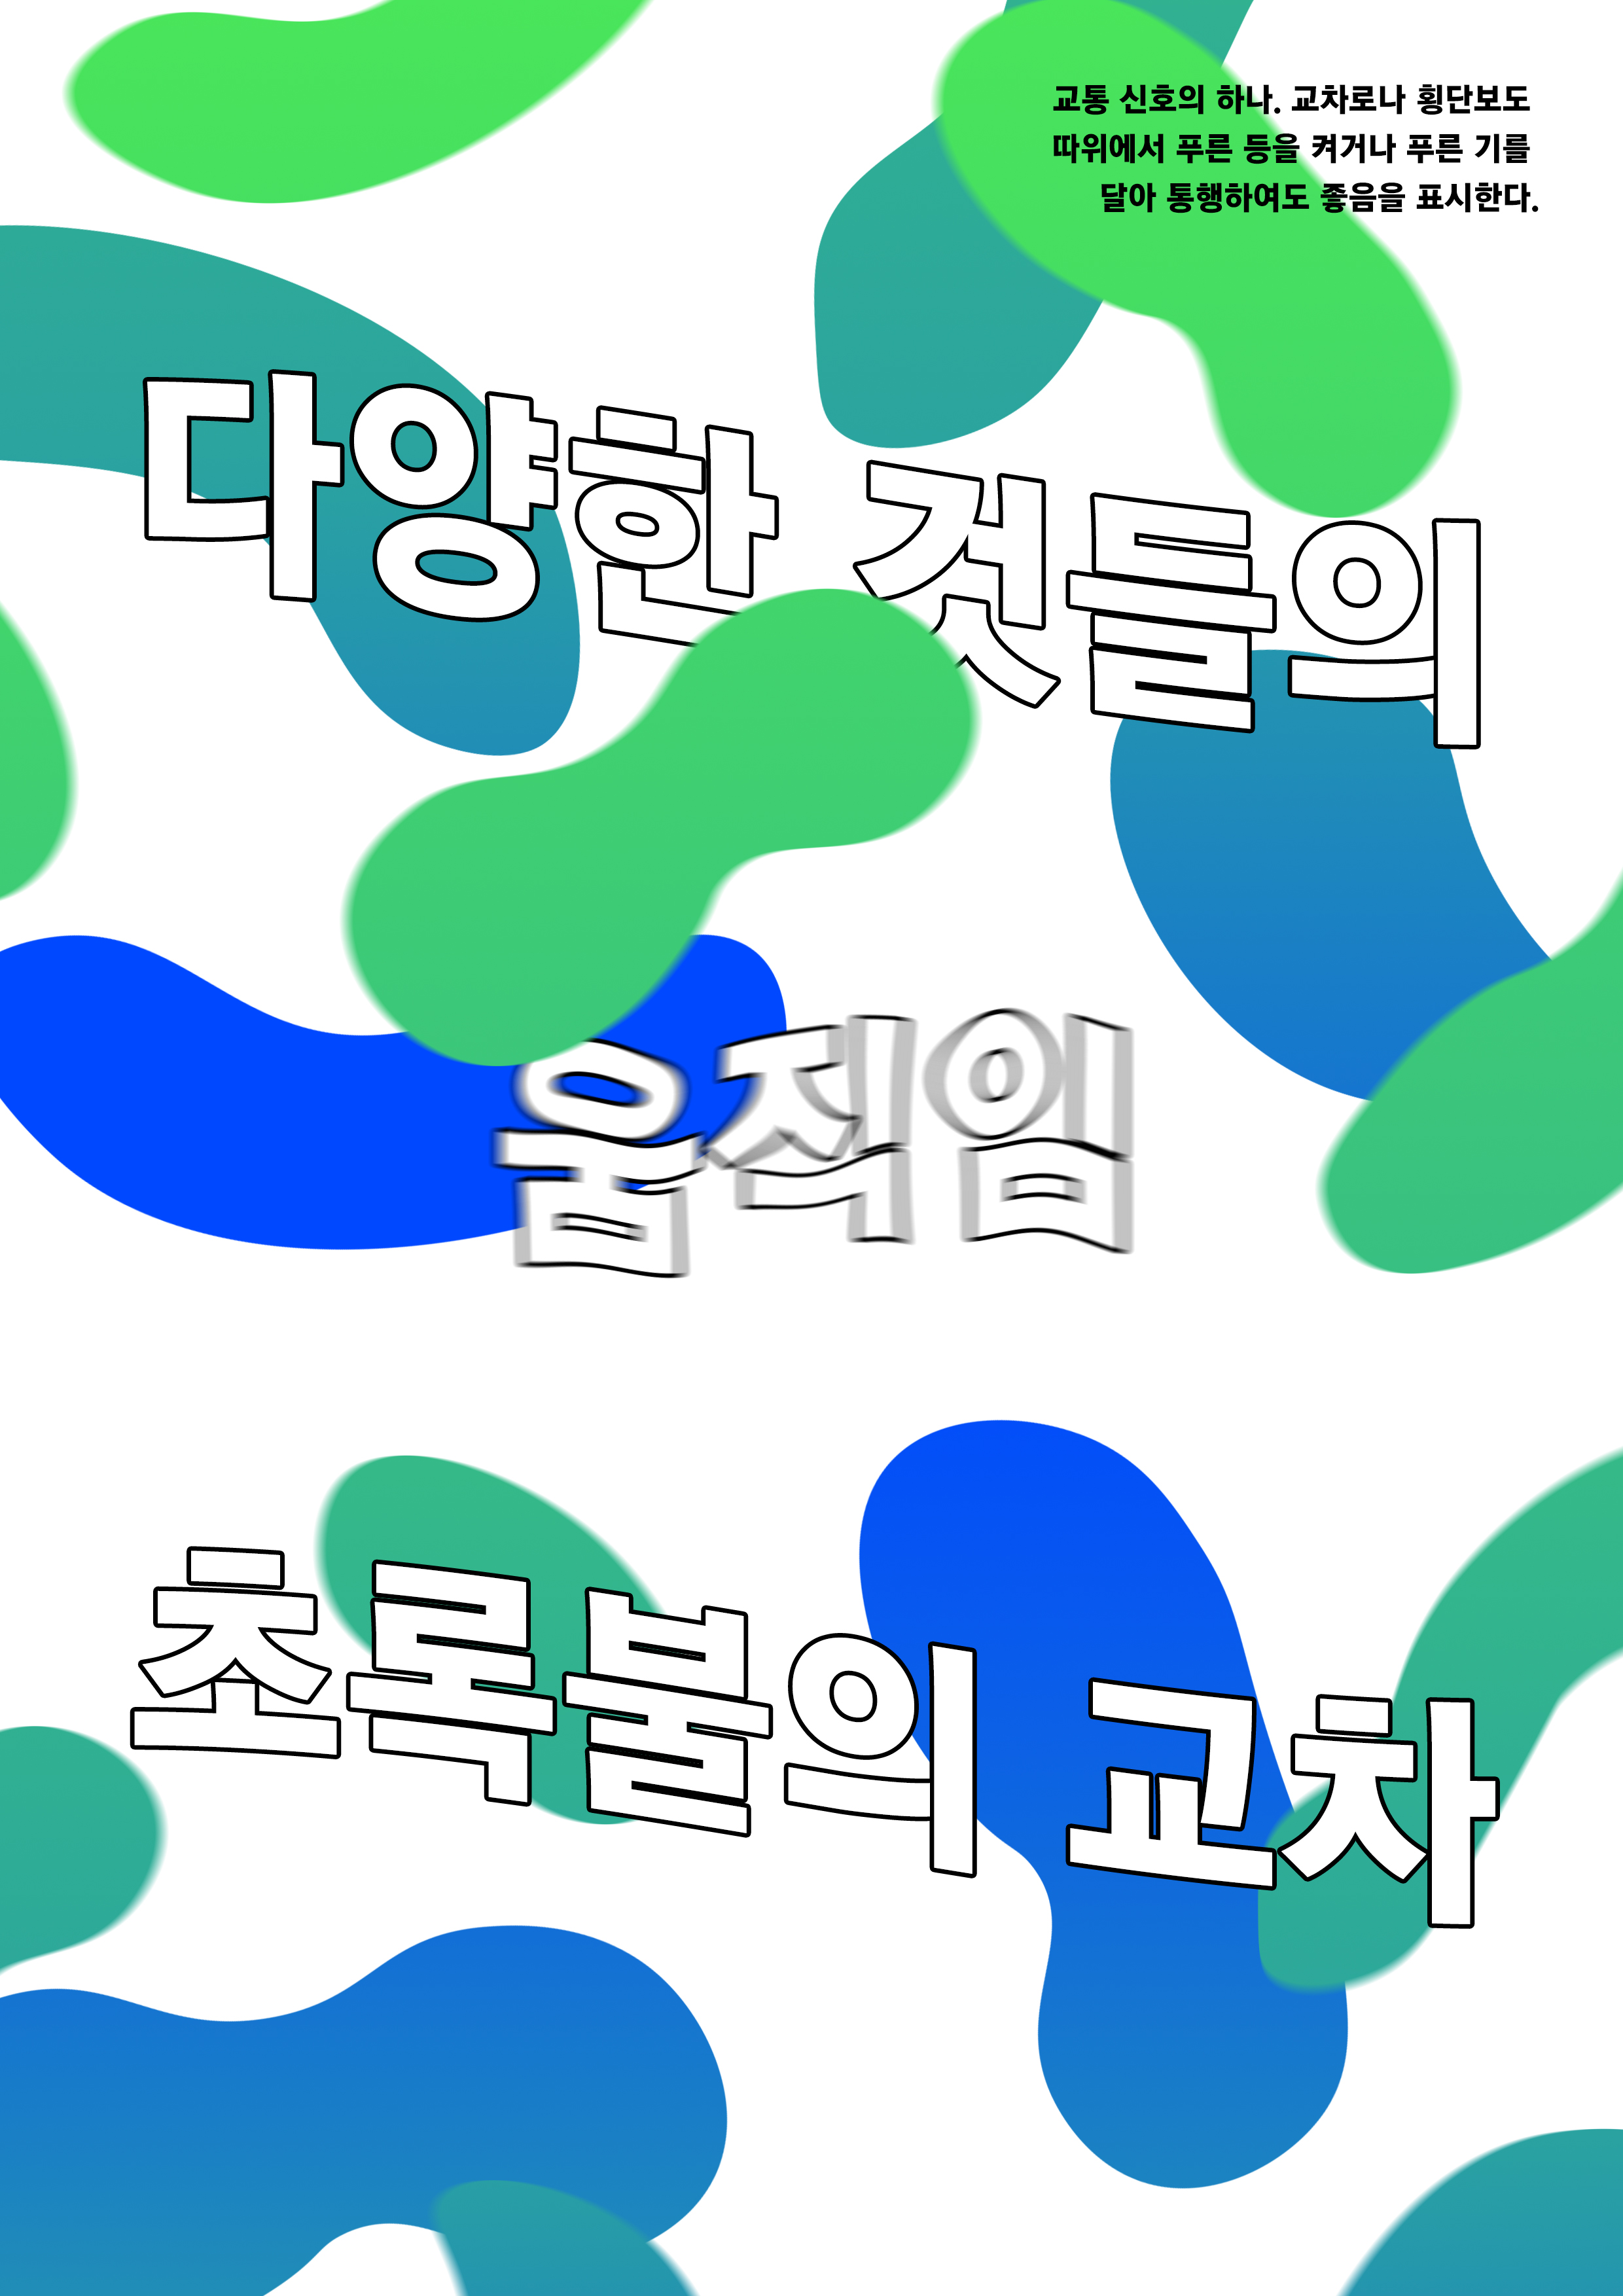 교통 신호의 하나. 교차로나 횡단보도
따위에서 푸른 등을 켜거나 푸른 기를
달아 통행하여도 좋음을 표시한다.
다양한 것들의
움직임
초록불의 교차